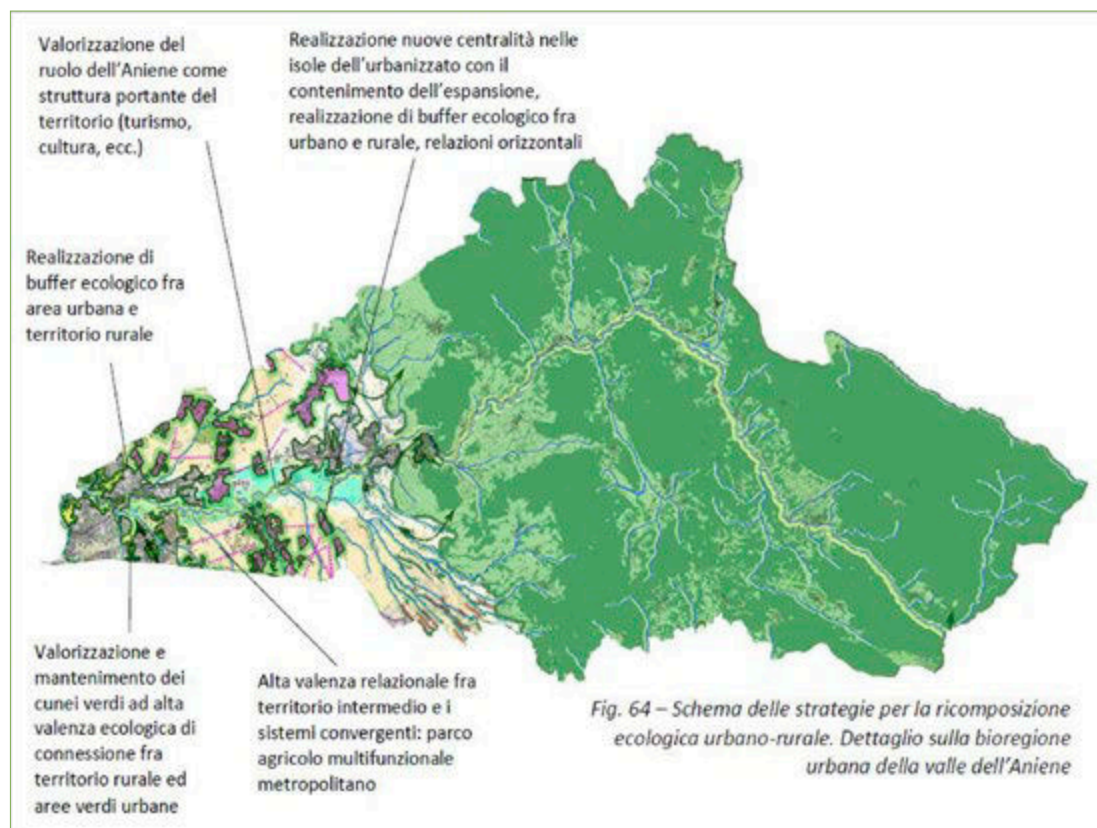 Valorizzazione del
ruolo dell'Aniene come
struttura portante del
territorio (turismo,
cultura, ecc.)
Realizzazione nuove centralità nelle
isole dell'urbanizzato con il
contenimento dell'espansione,
realizzazione di buffer ecologico fra
urbano e rurale, relazioni orizzontali
Realizzazione di
buffer ecologico fra
area urbana e
territorio rurale
Valorizzazione e
mantenimento dei
cunei verdi ad alta
valenza ecologica di
connessione fra
territorio rurale ed
aree verdi urbane
Alta valenza relazionale fra
territorio intermedio e i
sistemi convergenti: parco
agricolo multifunzionale
metropolitano
Fig. 64 – Schema delle strategie per la ricomposizione
ecologica urbano-rurale. Dettaglio sulla bioregione
urbana della valle dell'Aniene